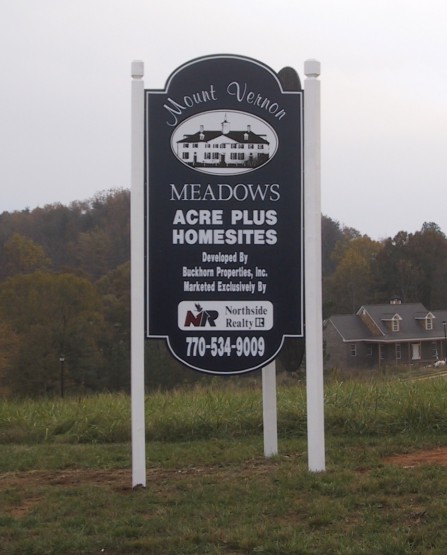 Mount Vernon
MEADOWS
ACRE PLUS
HOMESITES
Developed By
Buckhorn Properties, Inc.
Marketed Exclusively By
NR Northside
Realty
770-534-9009